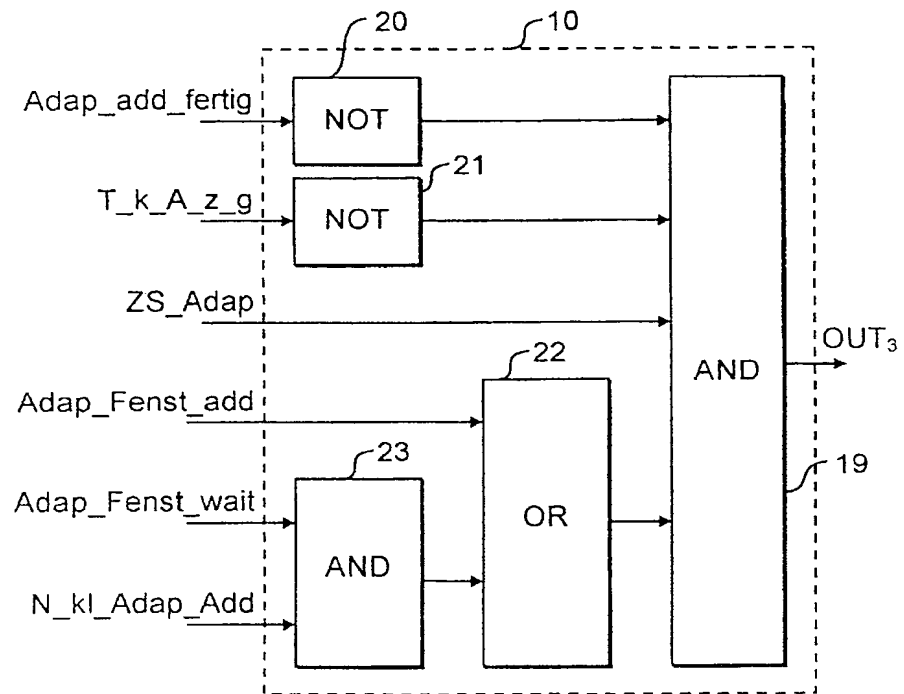 20
10
Adap_add_fertig
NOT
21
T_k_A_z_g
NOT
ZS_Adap
22
AND
OUT₃
Adap_Fenst_add
23
19
Adap_Fenst_wait
OR
AND
N_kl_Adap_Add